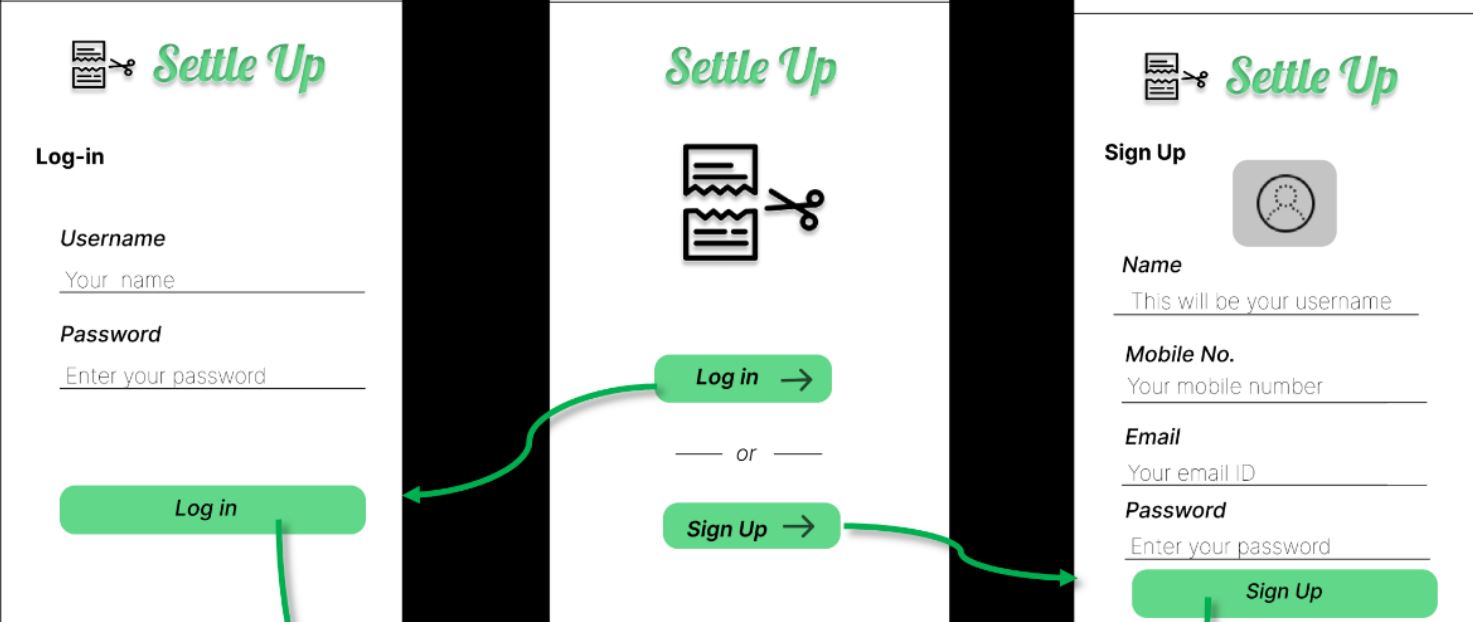 Settle Up
Log-in
Username
Your name
Password
Enter your password
Log in
Settle Up
Log in
or
Sign Up
Settle Up
Sign Up
Name
This will be your username
Mobile No.
Your mobile number
Email
Your email ID
Password
Enter your password
Sign Up